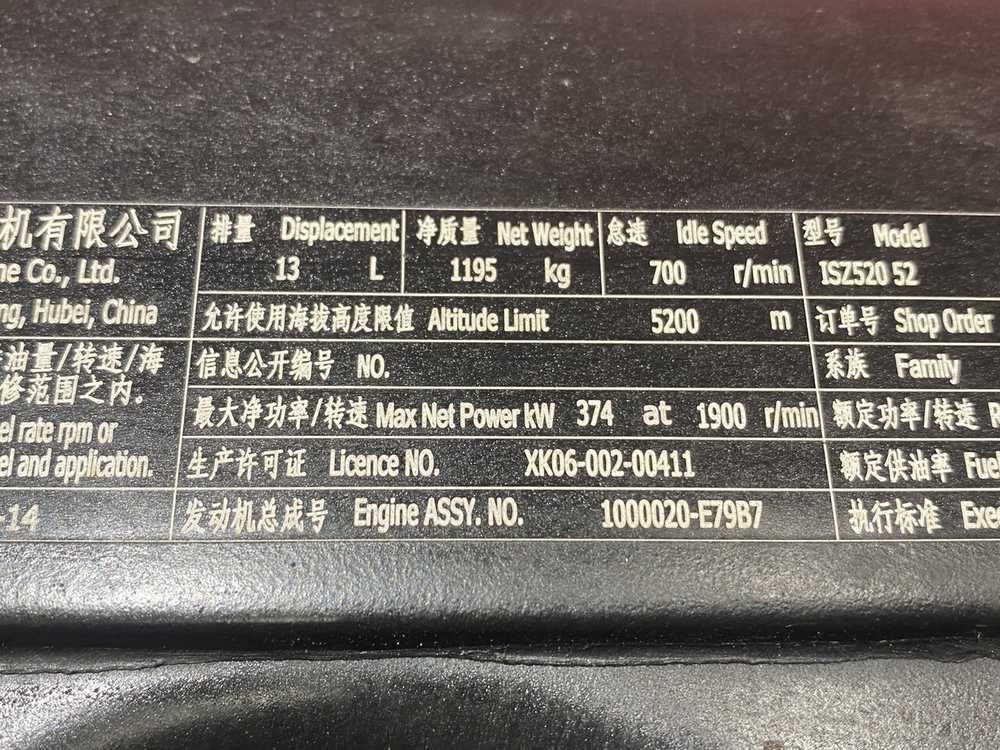 机有限公司
ne Co., Ltd.
ng, Hubei, China
油量/转速/海
修范围之内.
el rate rpm or
el and application.
-14
排量 Displacement
13 L
净质量 Net Weight
1195 kg
怠速 Idle Speed
700 r/min
允许使用海拔高度限值 Altitude Limit 5200 m
信息公开编号 NO.
最大净功率/转速 Max Net Power kW 374 at 1900 r/min
生产许可证 Licence NO. XK06-002-00411
发动机总成号 Engine ASSY. NO. 1000020-E79B7
型号 Model
ISZ520 52
订单号 Shop Order
系族 Family
额定功率/转速 R
额定供油率 Fuel
执行标准 Exe